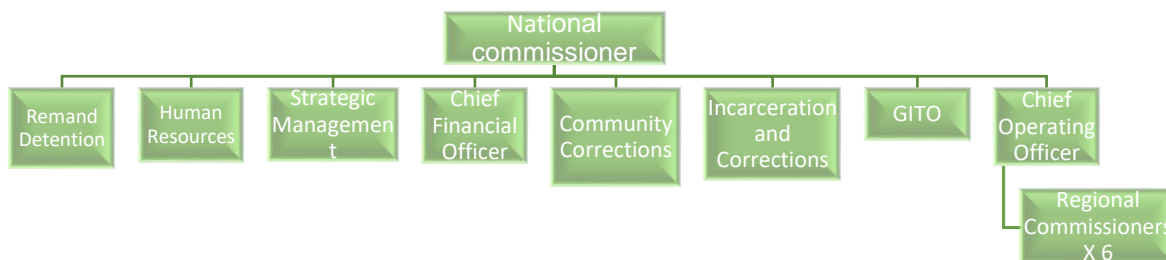 National
commissioner
Remand
Detention
Human
Resources
Strategic
Managemen
t
Chief
Financial
Officer
Community
Corrections
Incarceration
and
Corrections
GITO
Chief
Operating
Officer
Regional
Commissioners
X 6